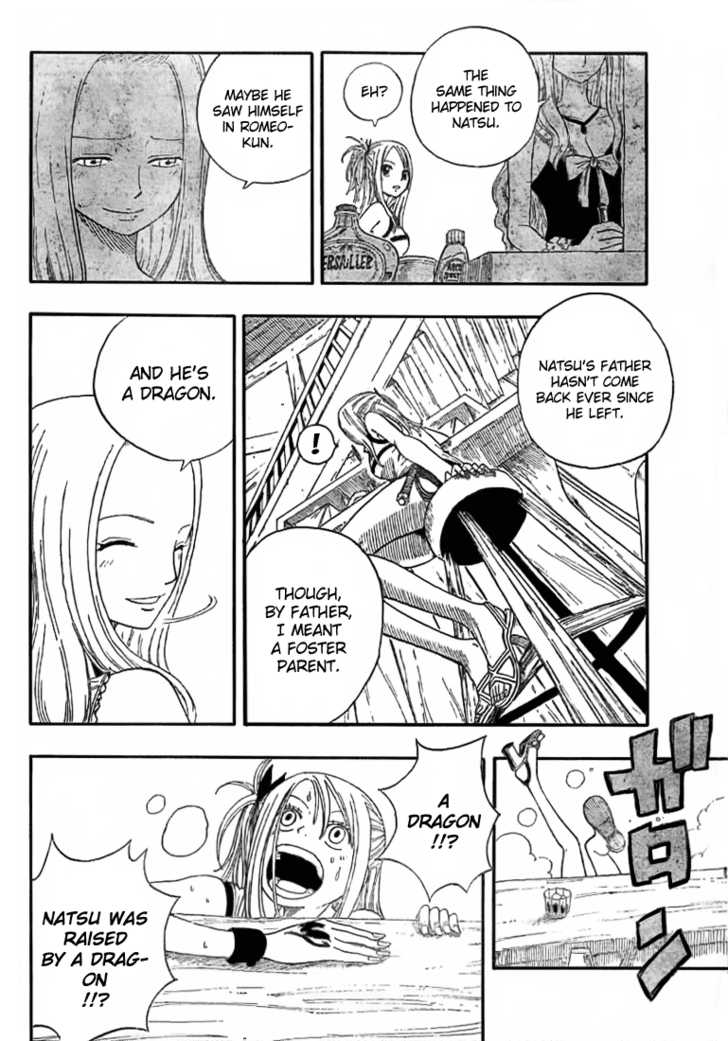 THE
SAME THING
HAPPENED TO
NATSU.
EH?
MAYBE HE
SAW HIMSELF
IN ROMEO-
KUN.
NATSU'S FATHER
HASN'T COME
BACK EVER SINCE
HE LEFT.
!
THOUGH,
BY FATHER,
I MEANT
A FOSTER
PARENT.
AND HE'S
A DRAGON.
ガタン
A
DRAGON
!!?
NATSU WAS
RAISED
BY A DRAG-
ON
!!?